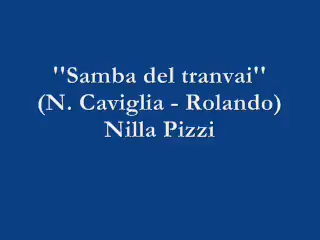 "Samba del tranvai"
(N. Caviglia - Rolando)
Nilla Pizzi